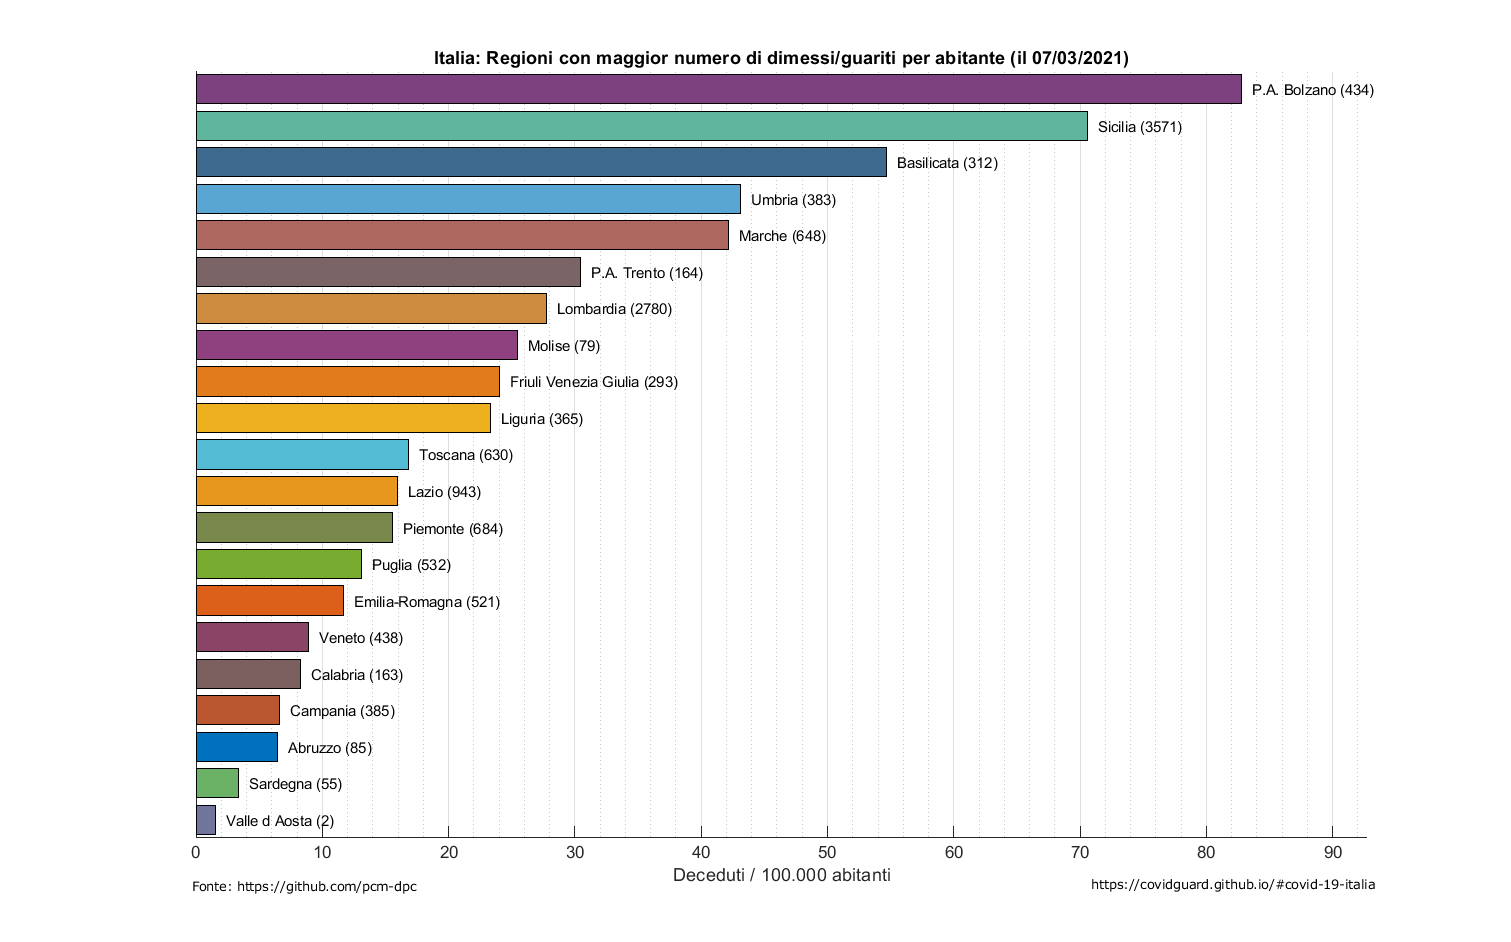 Italia: Regioni con maggior numero di dimessi/guariti per abitante (il 07/03/2021)
P.A. Bolzano (434)
Sicilia (3571)
Basilicata (312)
Umbria (383)
Marche (648)
P.A. Trento (164)
Lombardia (2780)
Molise (79)
Friuli Venezia Giulia (293)
Liguria (365)
Toscana (630)
Lazio (943)
Piemonte (684)
Puglia (532)
Emilia-Romagna (521)
Veneto (438)
Calabria (163)
Campania (385)
Abruzzo (85)
Sardegna (55)
Valle d Aosta (2)
0 10 20 30 40 50 60 70 80 90
Deceduti / 100.000 abitanti
Fonte: https://github.com/pcm-dpc
https://covidguard.github.io/#covid-19-italia